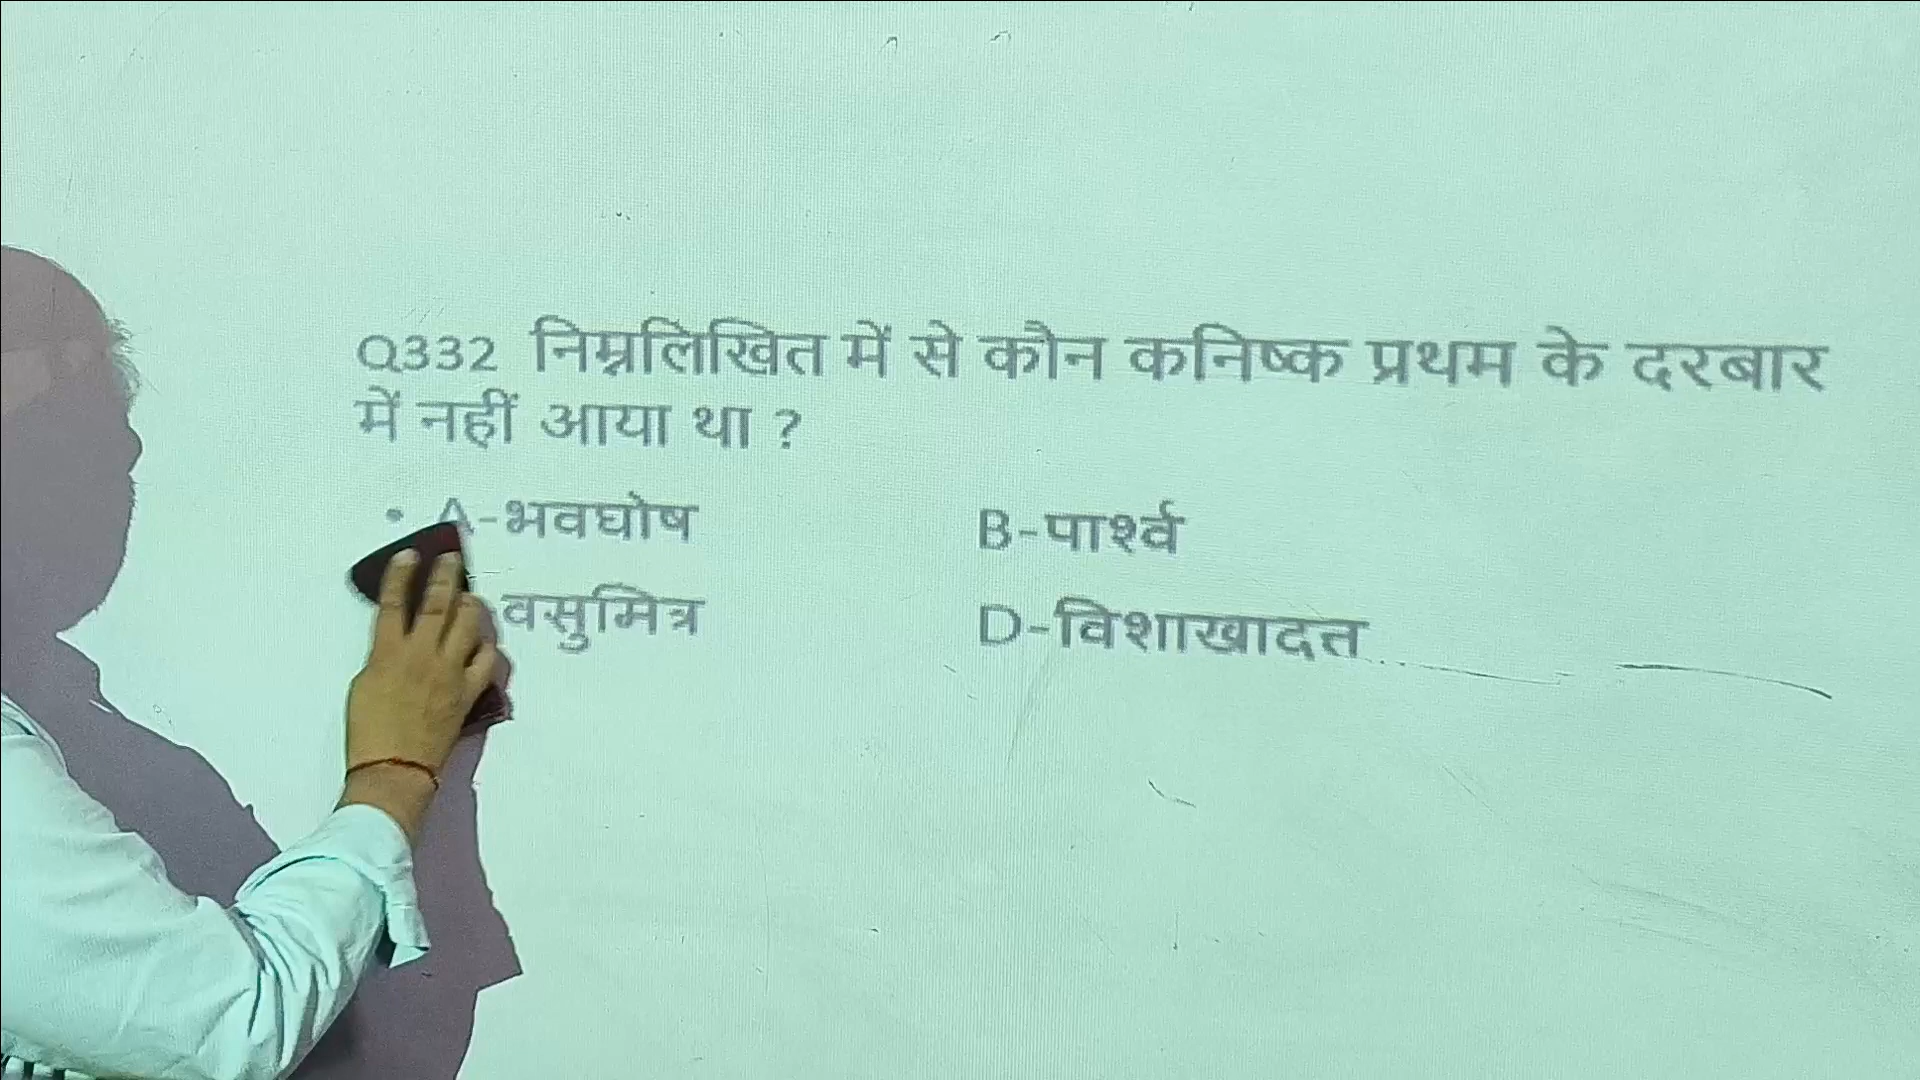 Q332 निम्नलिखित में से कौन कनिष्क प्रथम के दरबार
में नहीं आया था ?
• A-भवघोष B-पार्श्व
वसुमित्र D-विशाखादत्त